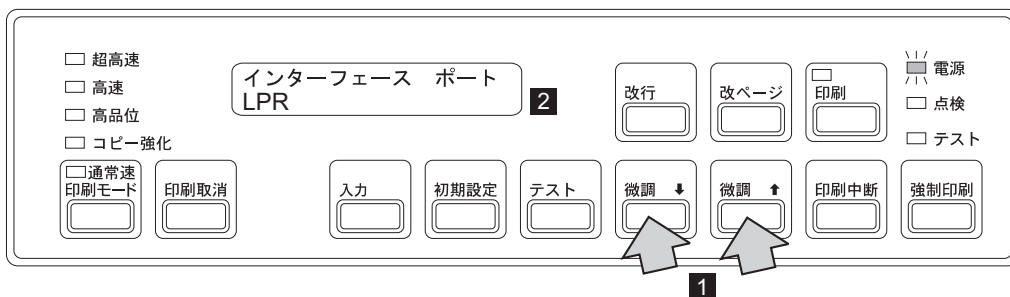 超高速
高速
高品位
コピー強化
通常速
印刷モード
印刷取消
インターフェース ポート
LPR
2
入力
初期設定
テスト
改行
改ページ
印刷
微調 ⬇
微調 ⬆
印刷中断
強制印刷
電源
点検
テスト
1